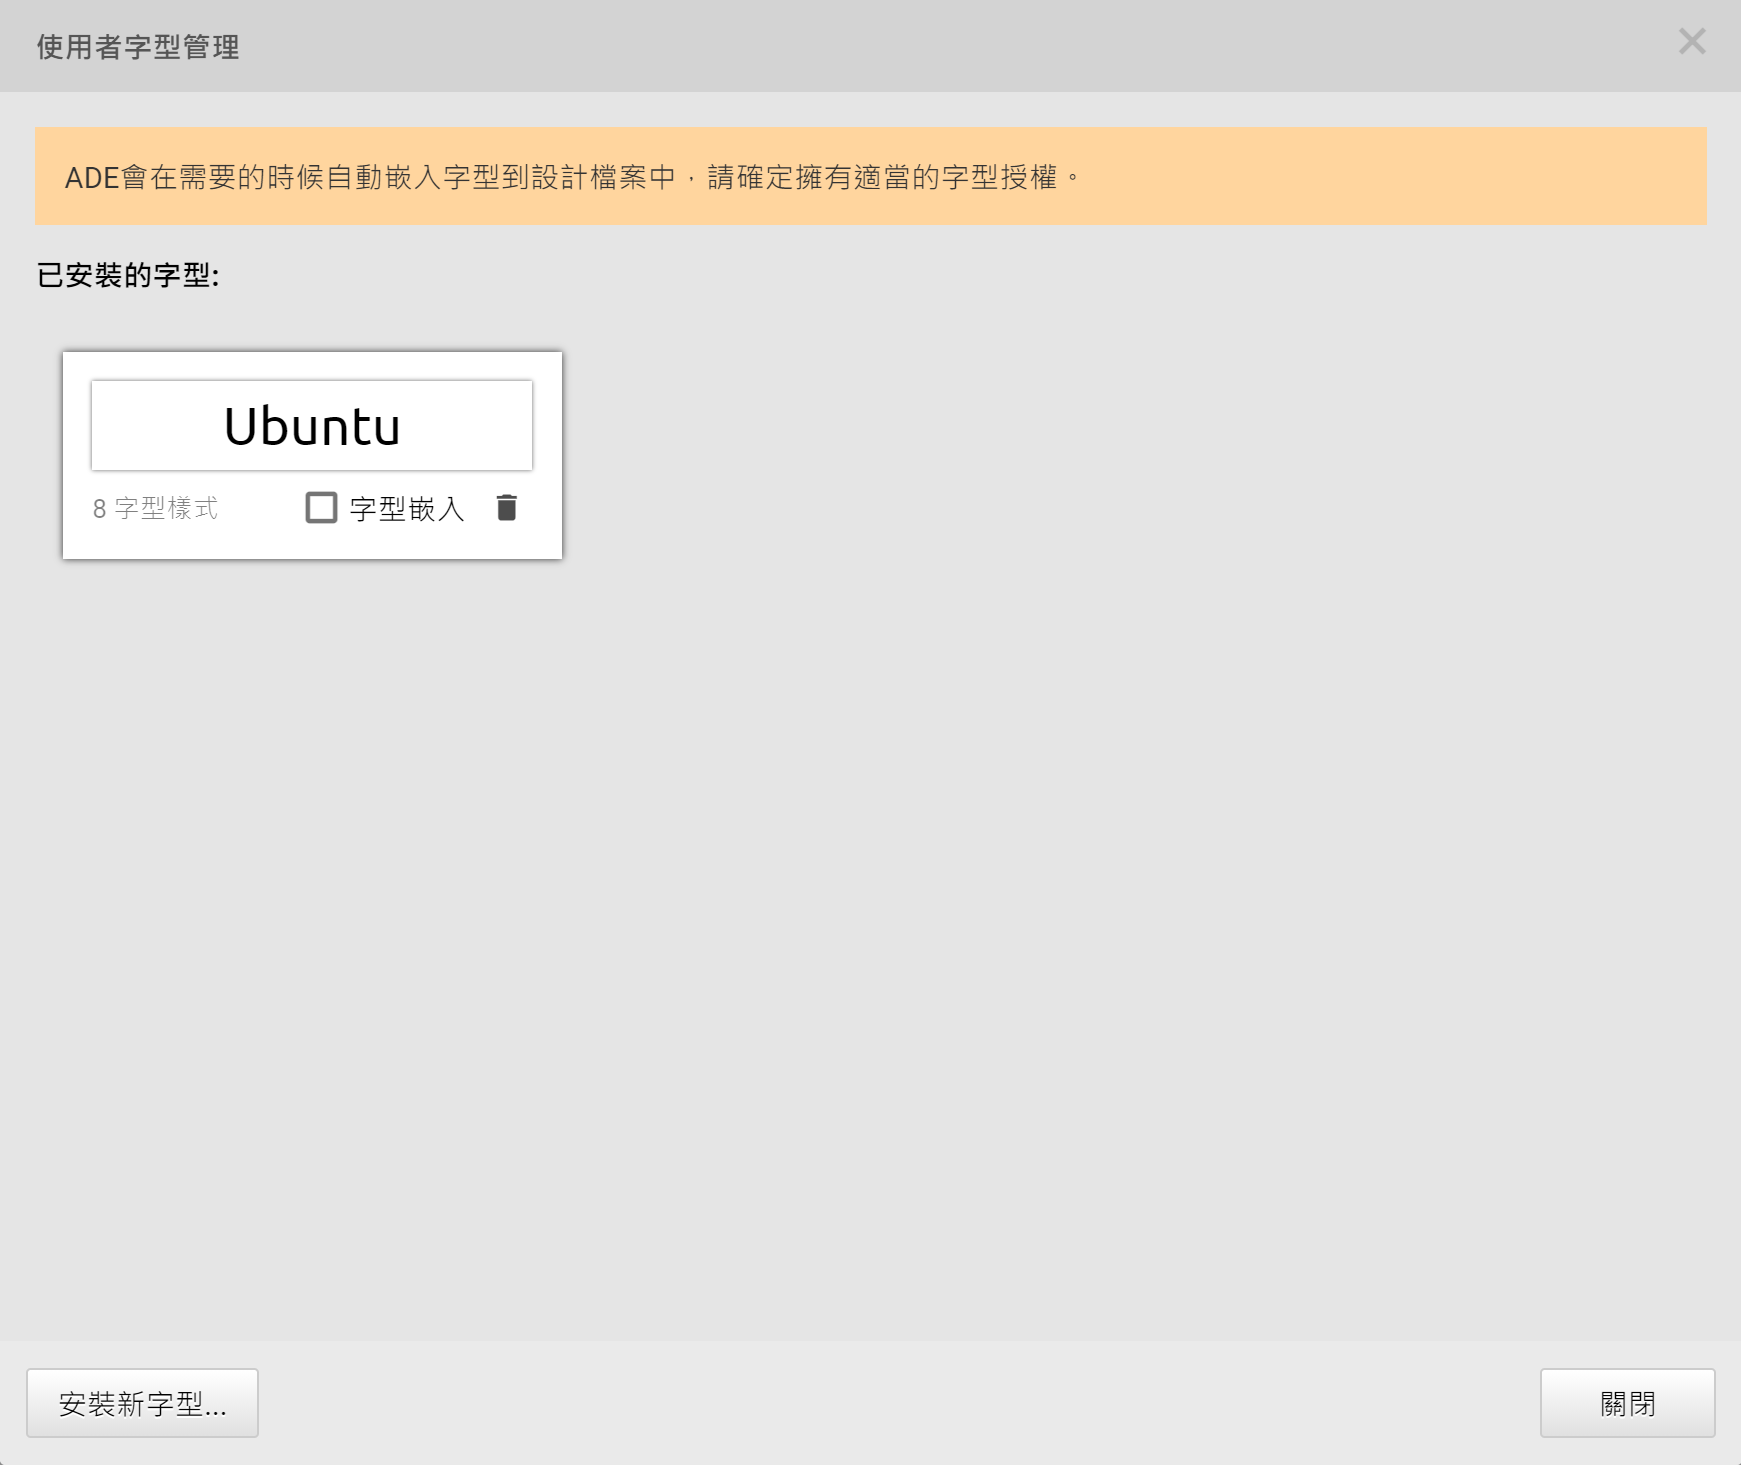 使用者字型管理
ADE會在需要的時候自動嵌入字型到設計檔案中，請確定擁有適當的字型授權。
已安裝的字型:
Ubuntu
8 字型樣式
字型嵌入
安裝新字型...
關閉